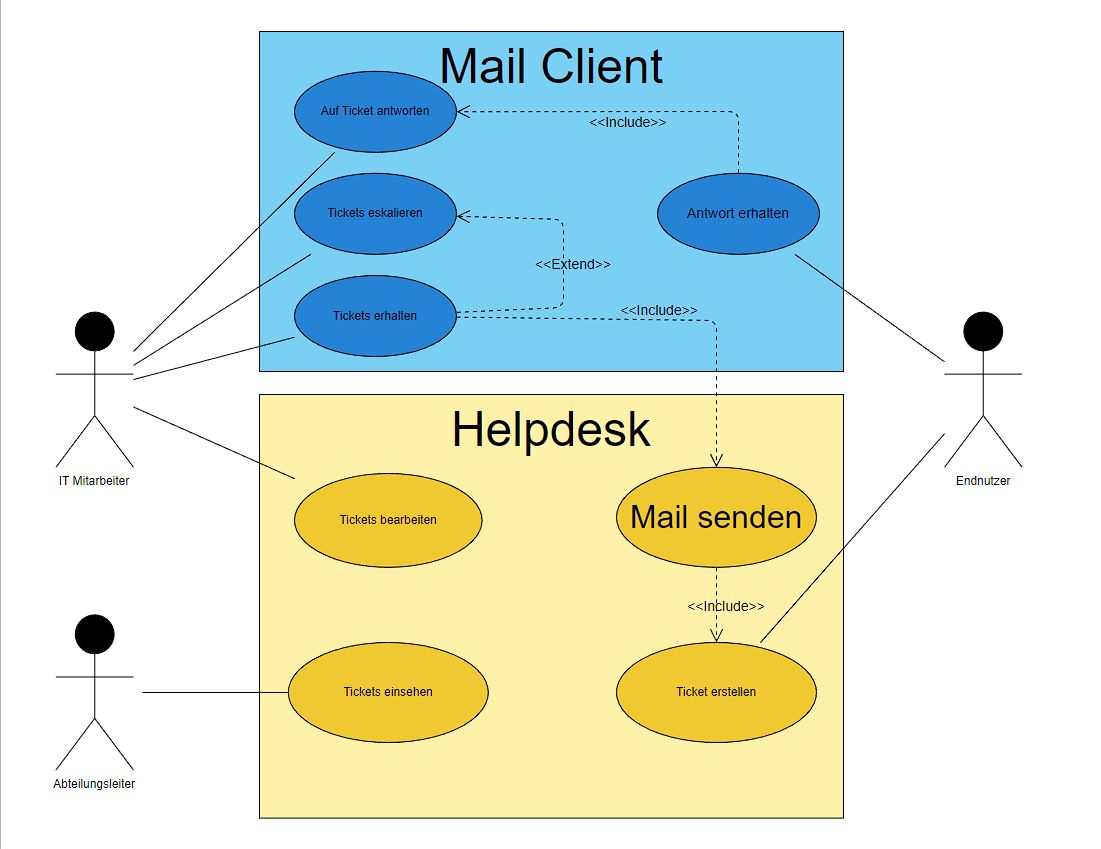 Mail Client
Auf Ticket antworten
<<Include>>
Tickets eskalieren
Antwort erhalten
<<Extend>>
Tickets erhalten
<<Include>>
Helpdesk
IT Mitarbeiter
Endnutzer
Tickets bearbeiten
Mail senden
<<Include>>
Tickets einsehen
Ticket erstellen
Abteilungsleiter